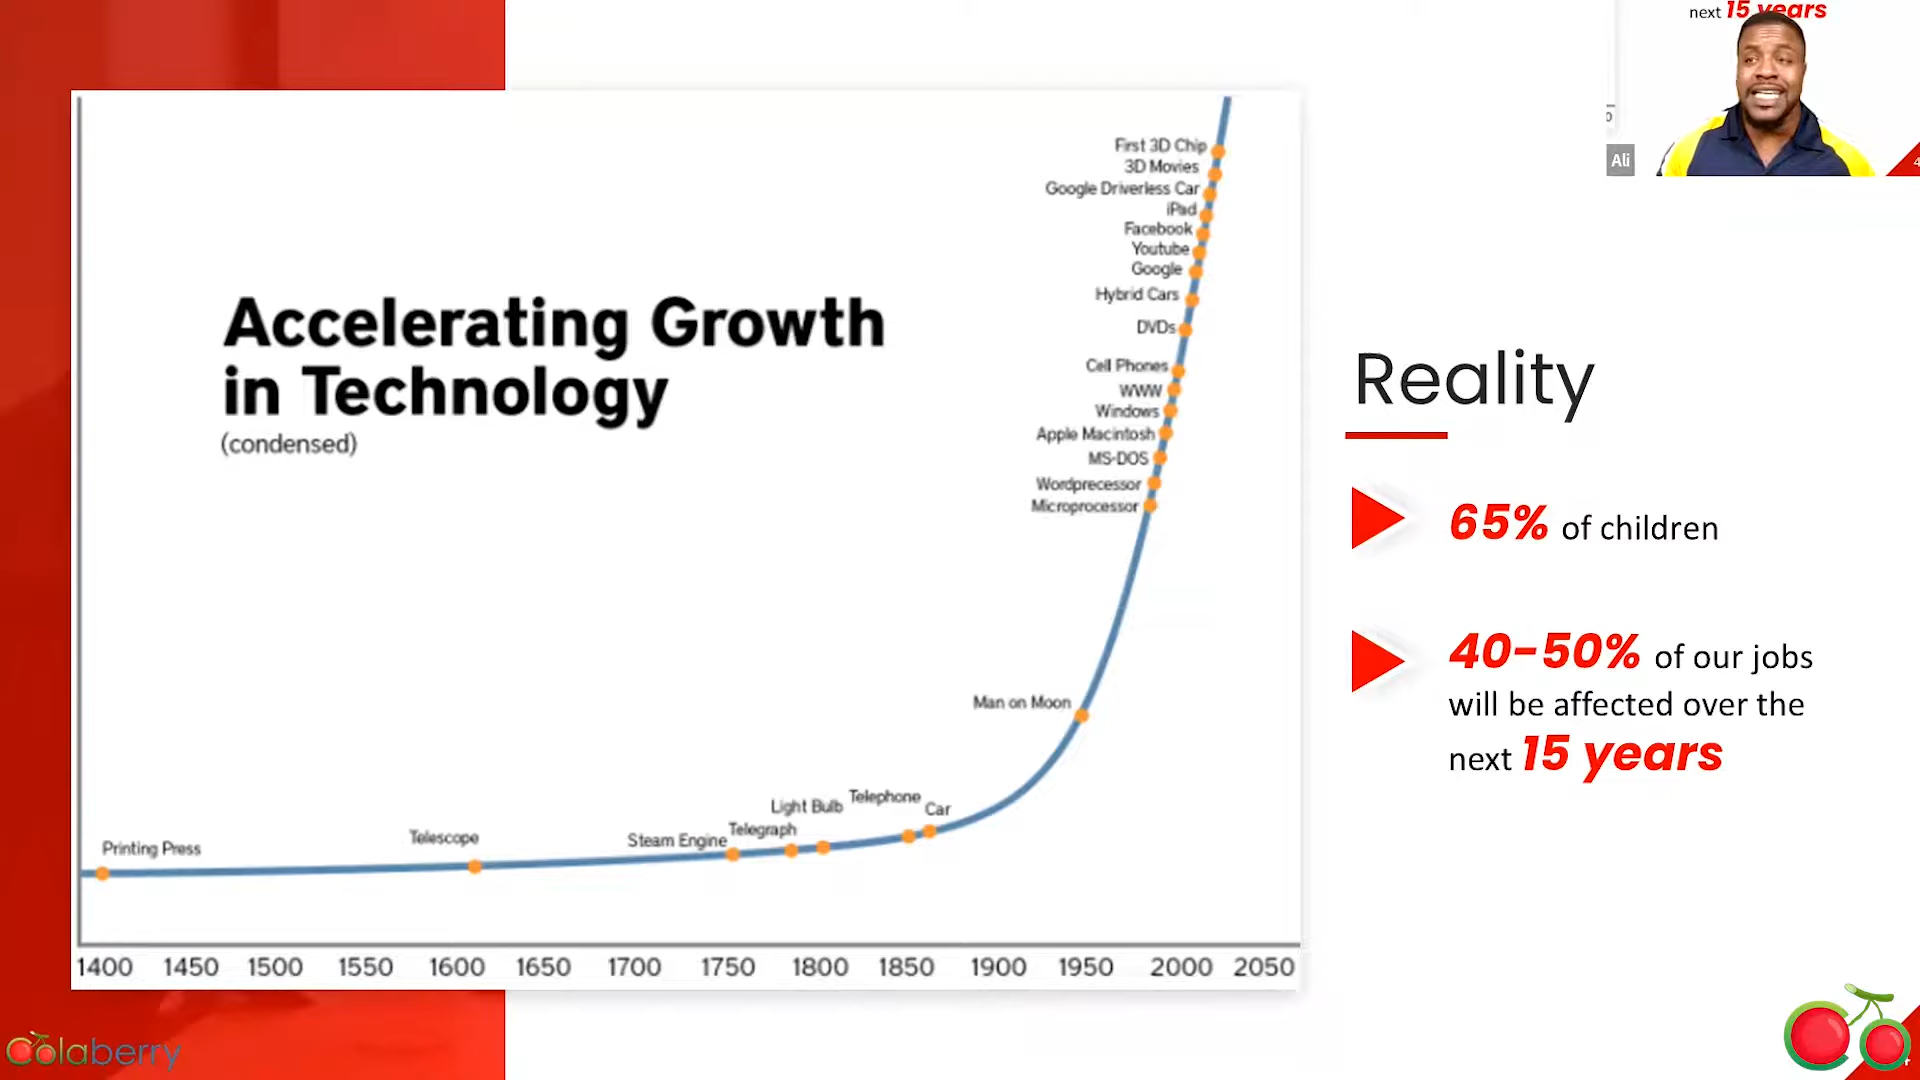 next 15 years
Ali
Accelerating Growth
in Technology
(condensed)
First 3D Chip
3D Movies
Google Driverless Car
iPad
Facebook
Youtube
Google
Hybrid Cars
DVDs
Cell Phones
WWW
Windows
Apple Macintosh
MS-DOS
Wordprecessor
Microprocessor
Man on Moon
Car
Telephone
Light Bulb
Telegraph
Steam Engine
Telescope
Printing Press
1400 1450 1500 1550 1600 1650 1700 1750 1800 1850 1900 1950 2000 2050
Reality
65% of children
40-50% of our jobs
will be affected over the
next 15 years
Colaberry